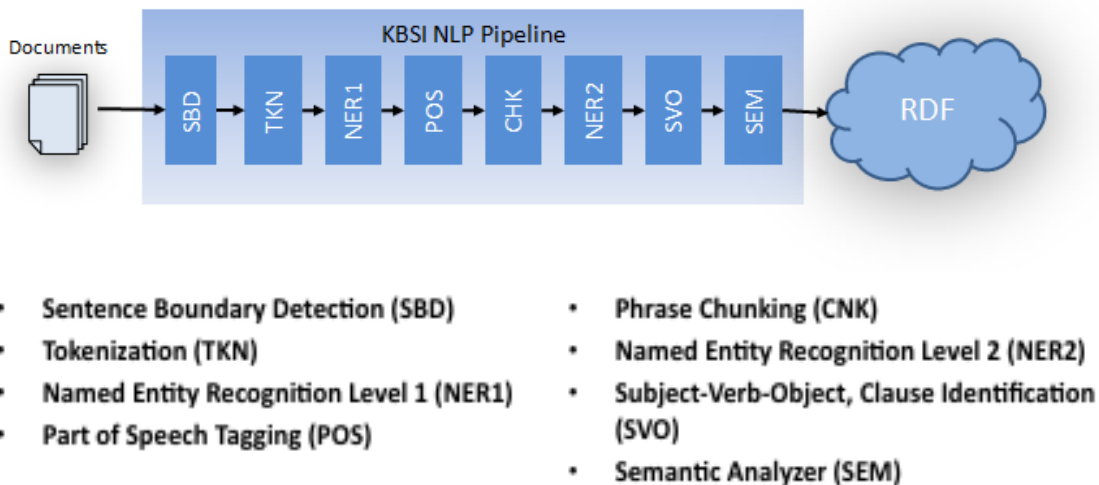 KBSI NLP Pipeline
Documents
SBD
TKN
NER1
POS
CHK
NER2
SVO
SEM
RDF
• Sentence Boundary Detection (SBD)
• Tokenization (TKN)
• Named Entity Recognition Level 1 (NER1)
• Part of Speech Tagging (POS)
• Phrase Chunking (CNK)
• Named Entity Recognition Level 2 (NER2)
• Subject-Verb-Object, Clause Identification
(SVO)
• Semantic Analyzer (SEM)